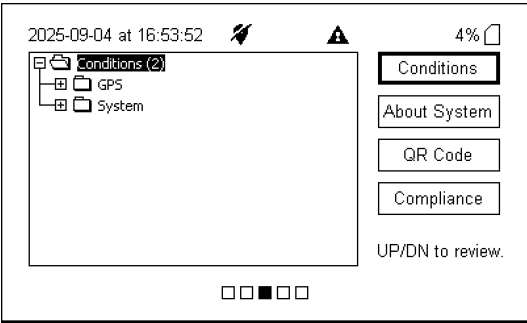 2025-09-04 at 16:53:52 4%
Conditions (2)
GPS
System
Conditions
About System
QR Code
Compliance
UP/DN to review.